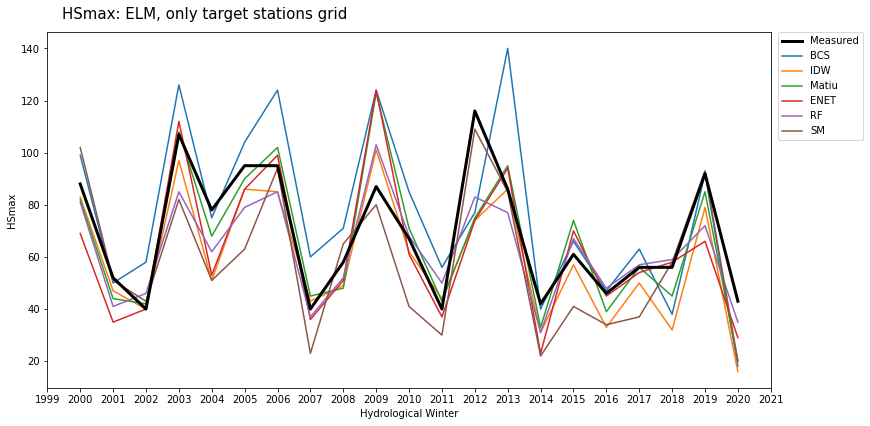 HSmax: ELM, only target stations grid
140
120
100
80
60
40
20
HSmax
1999 2000 2001 2002 2003 2004 2005 2006 2007 2008 2009 2010 2011 2012 2013 2014 2015 2016 2017 2018 2019 2020 2021
Hydrological Winter
Measured
BCS
IDW
Matiu
ENET
RF
SM